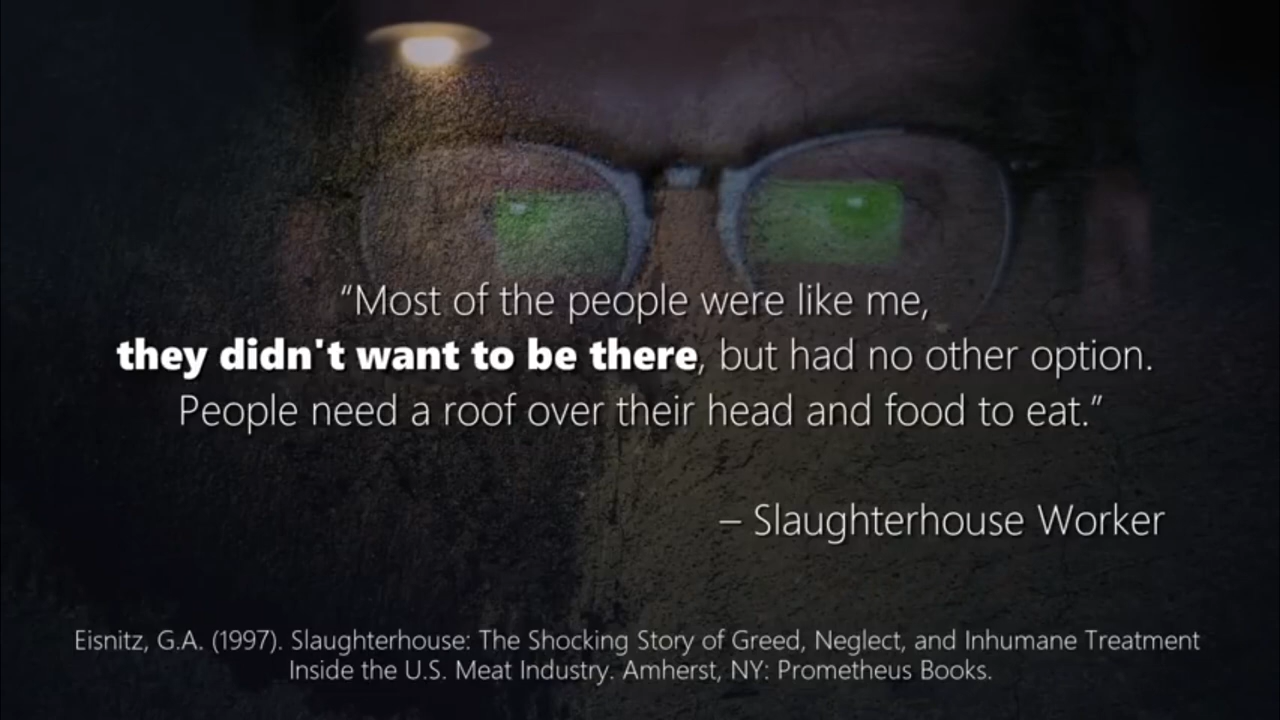 “Most of the people were like me,
they didn't want to be there, but had no other option.
People need a roof over their head and food to eat.”
– Slaughterhouse Worker
Eisnitz, G.A. (1997). Slaughterhouse: The Shocking Story of Greed, Neglect, and Inhumane Treatment
Inside the U.S. Meat Industry. Amherst, NY: Prometheus Books.